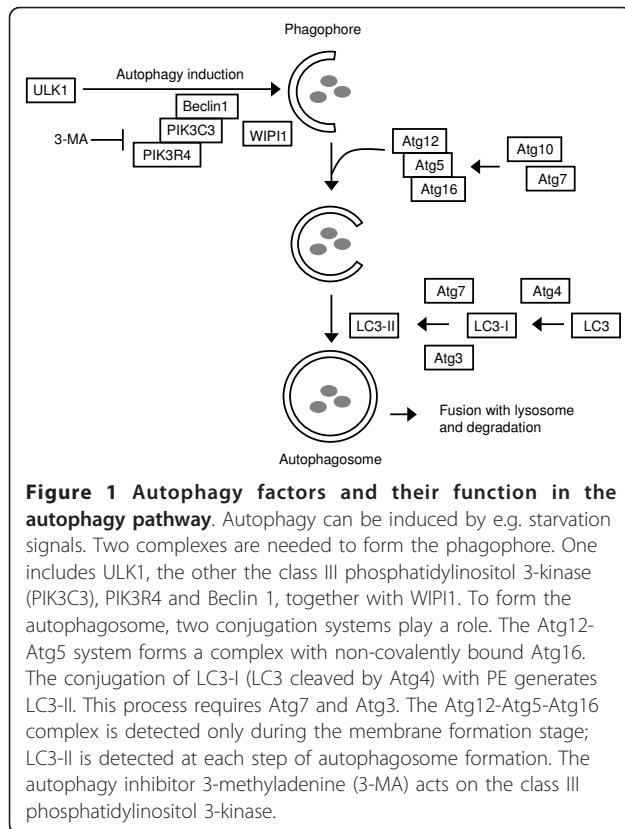 Phagophore
Autophagy induction
ULK1
Beclin1
PIK3C3
WIPI1
3-MA
PIK3R4
Atg12
Atg5
Atg16
Atg10
Atg7
Atg7
Atg4
LC3-II
LC3-I
LC3
Atg3
Fusion with lysosome
and degradation
Autophagosome
Figure 1 Autophagy factors and their function in the
autophagy pathway. Autophagy can be induced by e.g. starvation
signals. Two complexes are needed to form the phagophore. One
includes ULK1, the other the class III phosphatidylinositol 3-kinase
(PIK3C3), PIK3R4 and Beclin 1, together with WIPI1. To form the
autophagosome, two conjugation systems play a role. The Atg12-
Atg5 system forms a complex with non-covalently bound Atg16.
The conjugation of LC3-I (LC3 cleaved by Atg4) with PE generates
LC3-II. This process requires Atg7 and Atg3. The Atg12-Atg5-Atg16
complex is detected only during the membrane formation stage;
LC3-II is detected at each step of autophagosome formation. The
autophagy inhibitor 3-methyladenine (3-MA) acts on the class III
phosphatidylinositol 3-kinase.